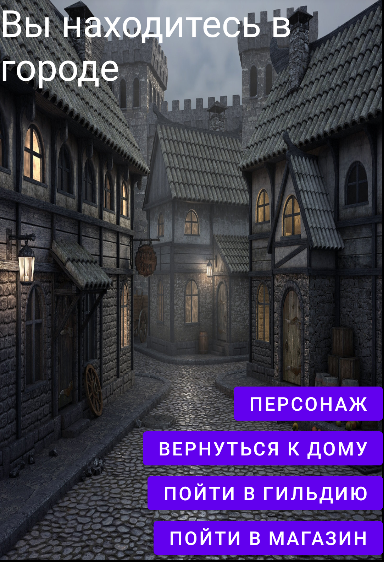 Вы находитесь в
городе
ПЕРСОНАЖ
ВЕРНУТЬСЯ К ДОМУ
ПОЙТИ В ГИЛЬДИЮ
ПОЙТИ В МАГАЗИН